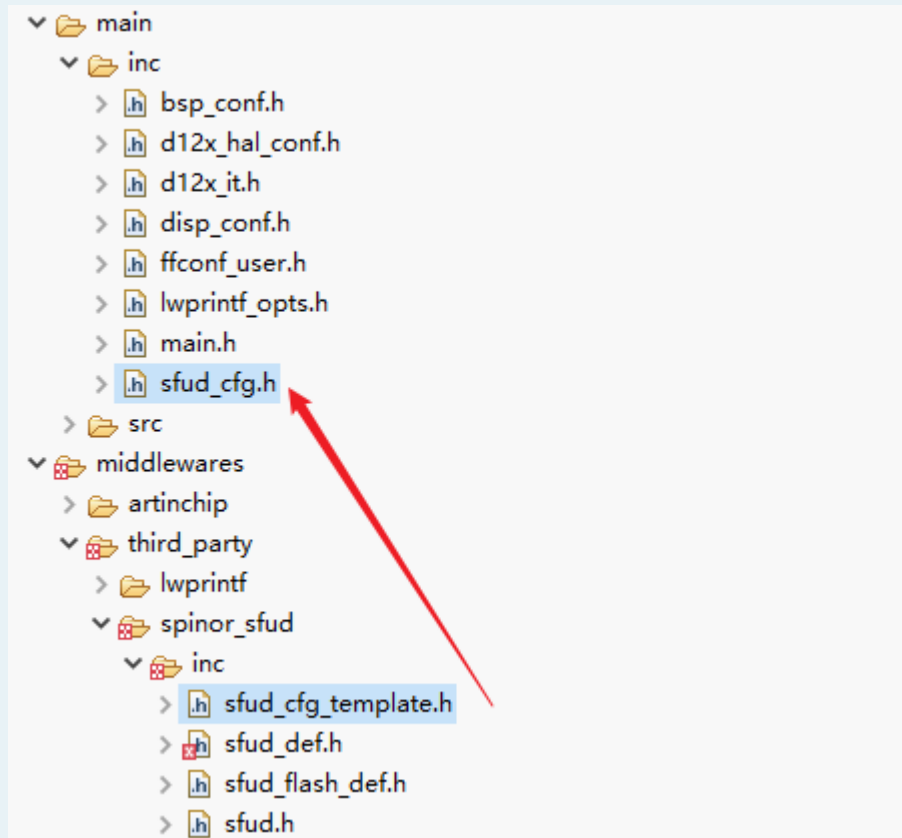 main
inc
bsp_conf.h
d12x_hal_conf.h
d12x_it.h
disp_conf.h
ffconf_user.h
lwprintf_opts.h
main.h
sfud_cfg.h
src
middlewares
artinchip
third_party
lwprintf
spinor_sfud
inc
sfud_cfg_template.h
sfud_def.h
sfud_flash_def.h
sfud.h